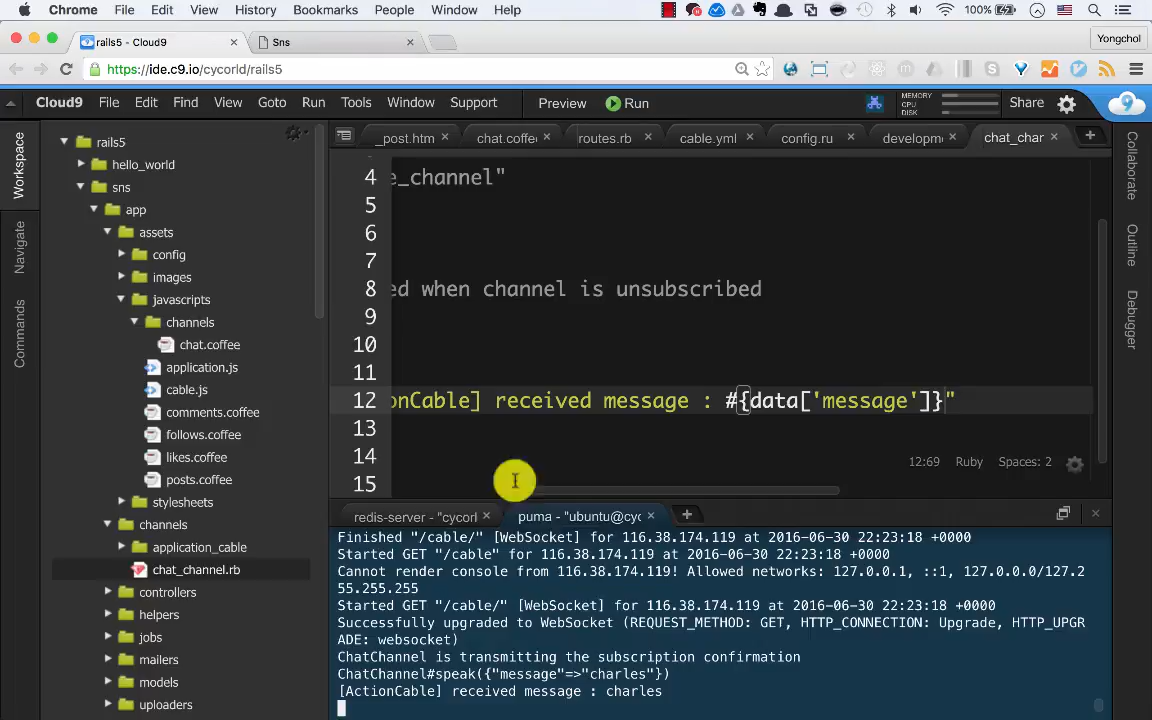 Chrome File Edit View History Bookmarks People Window Help 100%
rails5 - Cloud9 Sns Yongchol
https://ide.c9.io/cycorld/rails5
Cloud9 File Edit Find View Goto Run Tools Window Support Preview Run MEMORY CPU DISK Share
_post.htm chat.coffe routes.rb cable.yml config.ru developm chat_char
Workspace
Navigate
Commands
rails5
hello_world
sns
app
assets
config
images
javascripts
channels
chat.coffee
application.js
cable.js
comments.coffee
follows.coffee
likes.coffee
posts.coffee
stylesheets
channels
application_cable
chat_channel.rb
controllers
helpers
jobs
mailers
models
uploaders
4 e_channel"
5
6
7
8 ed when channel is unsubscribed
9
10
11
12 onCable] received message : #{data['message']}"
13
14
15
12:69 Ruby Spaces: 2
Collaborate
Outline
Debugger
redis-server - "cycorl puma - "ubuntu@cyc
Finished "/cable/" [WebSocket] for 116.38.174.119 at 2016-06-30 22:23:18 +0000
Started GET "/cable" for 116.38.174.119 at 2016-06-30 22:23:18 +0000
Cannot render console from 116.38.174.119! Allowed networks: 127.0.0.1, ::1, 127.0.0.0/127.2
55.255.255
Started GET "/cable/" [WebSocket] for 116.38.174.119 at 2016-06-30 22:23:18 +0000
Successfully upgraded to WebSocket (REQUEST_METHOD: GET, HTTP_CONNECTION: Upgrade, HTTP_UPGR
ADE: websocket)
ChatChannel is transmitting the subscription confirmation
ChatChannel#speak({"message"=>"charles"})
[ActionCable] received message : charles